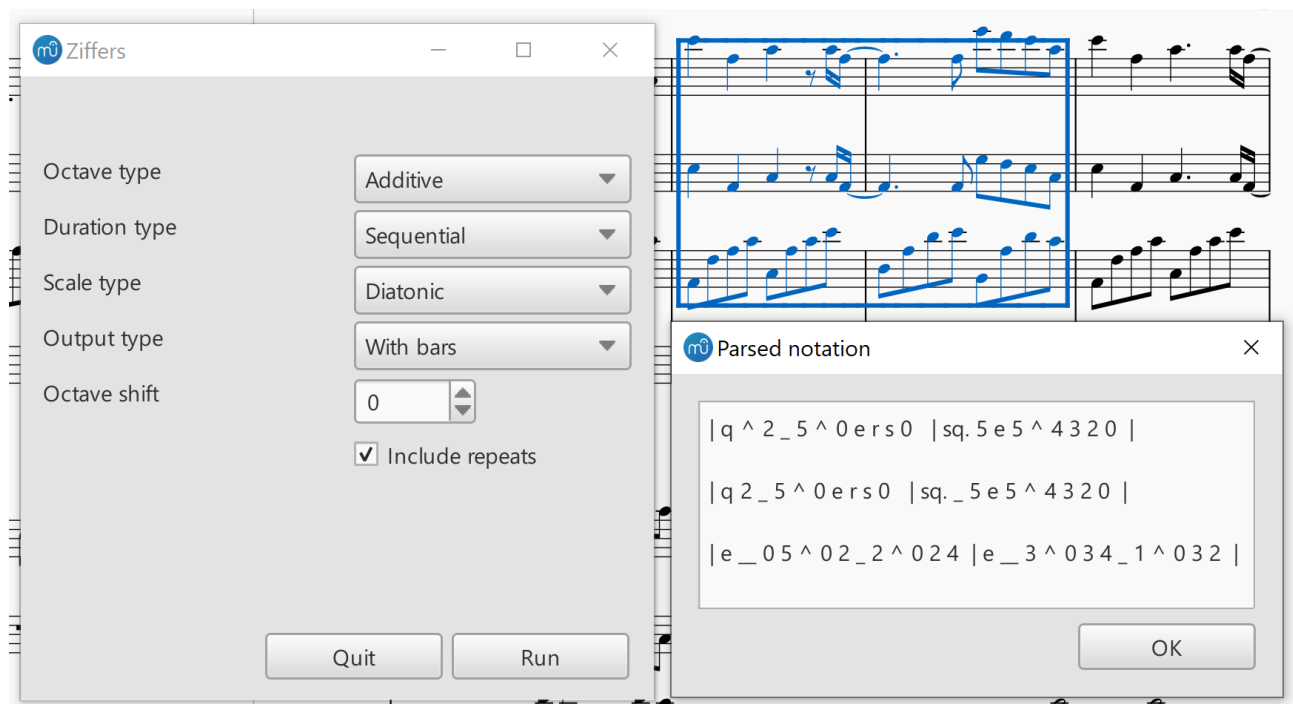 Ziffers
Octave type
Additive
Duration type
Sequential
Scale type
Diatonic
Output type
With bars
Octave shift
0
Include repeats
Quit
Run
Parsed notation
| q ^ 2 _ 5 ^ 0 e r s 0 | sq. 5 e 5 ^ 4 3 2 0 |
| q 2 _ 5 ^ 0 e r s 0 | sq. _ 5 e 5 ^ 4 3 2 0 |
| e __ 0 5 ^ 0 2 _ 2 ^ 0 2 4 | e __ 3 ^ 0 3 4 _ 1 ^ 0 3 2 |
OK